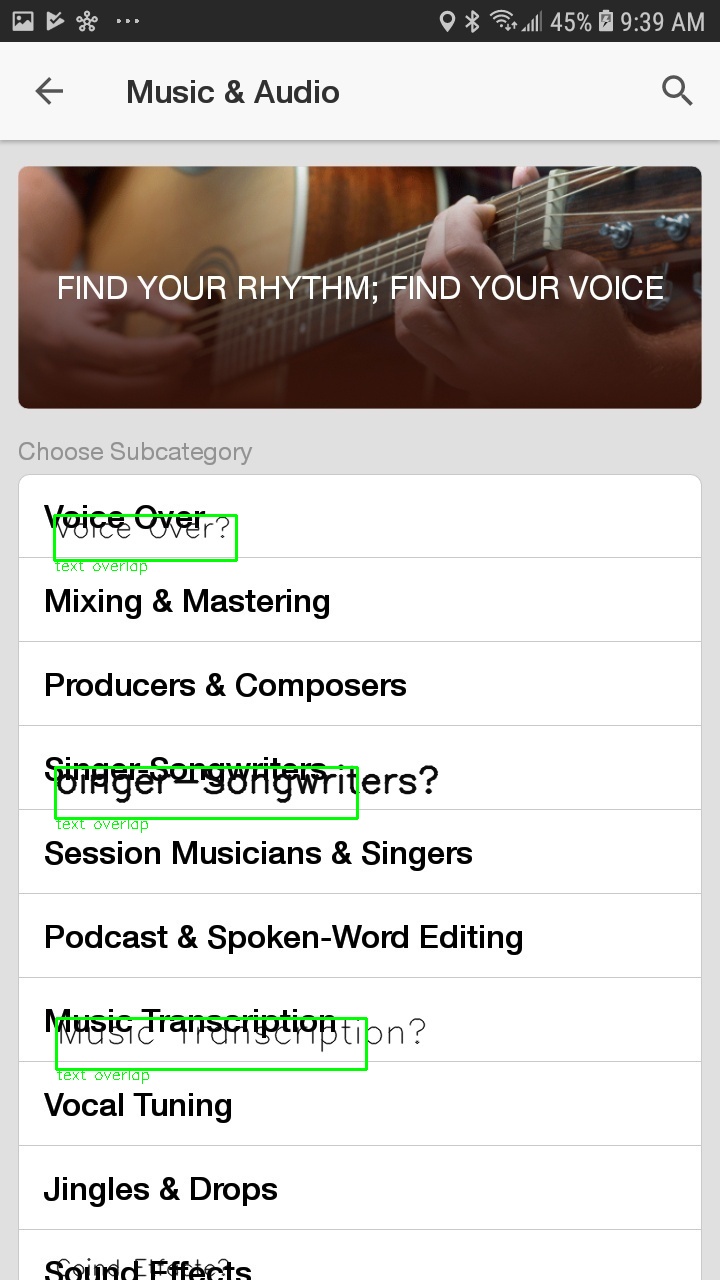 45% 9:39 AM
Music & Audio
FIND YOUR RHYTHM; FIND YOUR VOICE
Choose Subcategory
Voice Over
Voice Over?
text overlap
Mixing & Mastering
Producers & Composers
Singer-Songwriters
Singer-Songwriters?
text overlap
Session Musicians & Singers
Podcast & Spoken-Word Editing
Music Transcription
Music Transcription?
text overlap
Vocal Tuning
Jingles & Drops
Sound Effects